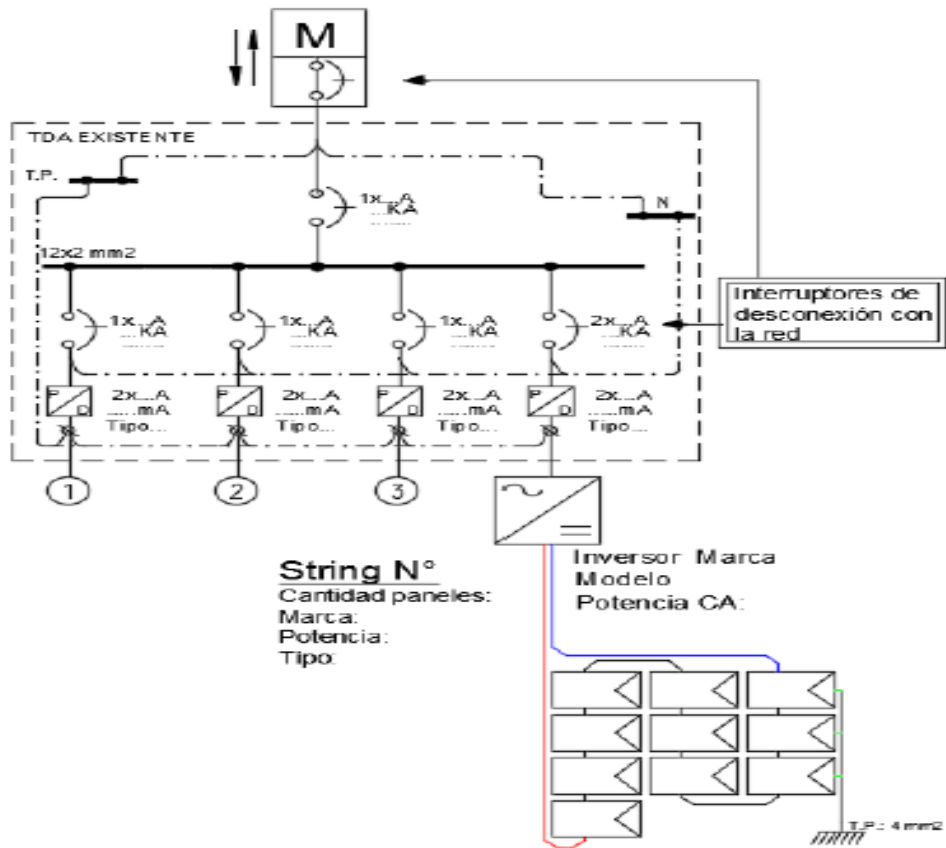 M
TDA EXISTENTE
T.P.
1x...A
...KA
.........
N
12x2 mm2
1x...A
...KA
.........
1x...A
...KA
.........
1x...A
...KA
.........
2x...A
...KA
.........
Interruptores de
desconexión con
la red
P
D
2x...A
.....mA
Tipo...
P
D
2x...A
.....mA
Tipo...
P
D
2x...A
.....mA
Tipo...
P
D
2x...A
.....mA
Tipo...
1
2
3
String N°
Cantidad paneles:
Marca:
Potencia:
Tipo:
Inversor Marca
Modelo
Potencia CA:
T.P.: 4 mm2